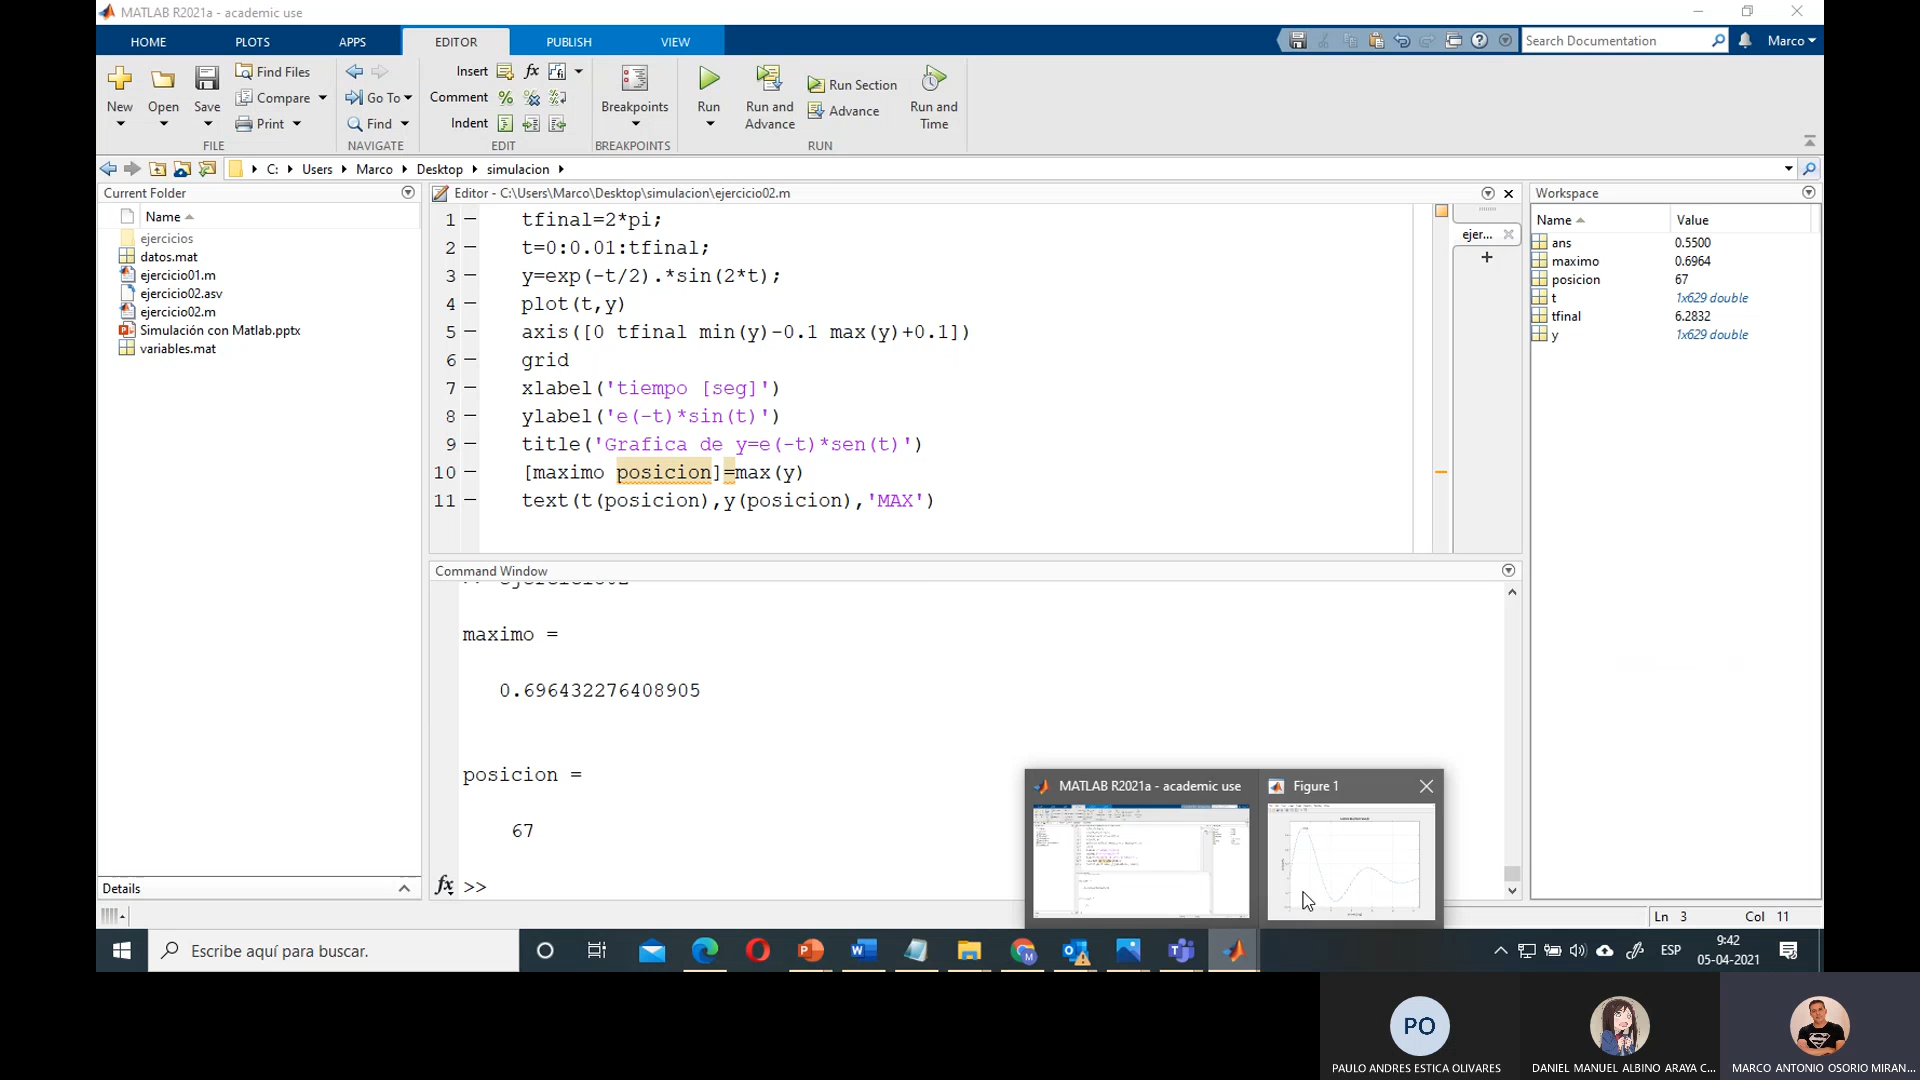 MATLAB R2021a - academic use
HOME PLOTS APPS EDITOR PUBLISH VIEW
Search Documentation
Marco
New Open Save
Find Files
Compare
Print
FILE
Go To
Find
NAVIGATE
Insert
Comment
Indent
fx
EDIT
Breakpoints
BREAKPOINTS
Run
Run and Advance
Run Section
Advance
Run and Time
RUN
C: Users Marco Desktop simulacion
Current Folder
Name
ejercicios
datos.mat
ejercicio01.m
ejercicio02.asv
ejercicio02.m
Simulación con Matlab.pptx
variables.mat
Details
Editor - C:\Users\Marco\Desktop\simulacion\ejercicio02.m
ejer...
1 tfinal=2*pi;
2 t=0:0.01:tfinal;
3 y=exp(-t/2).*sin(2*t);
4 plot(t,y)
5 axis([0 tfinal min(y)-0.1 max(y)+0.1])
6 grid
7 xlabel('tiempo [seg]')
8 ylabel('e(-t)*sin(t)')
9 title('Grafica de y=e(-t)*sen(t)')
10 [maximo posicion]=max(y)
11 text(t(posicion),y(posicion),'MAX')
Command Window
maximo =
0.696432276408905
posicion =
67
fx >>
Workspace
Name Value
ans 0.5500
maximo 0.6964
posicion 67
t 1x629 double
tfinal 6.2832
y 1x629 double
MATLAB R2021a - academic use
Figure 1
Ln 3 Col 11
Escribe aquí para buscar.
ESP
9:42
05-04-2021
PO
PAULO ANDRES ESTICA OLIVARES
DANIEL MANUEL ALBINO ARAYA C...
MARCO ANTONIO OSORIO MIRAN...